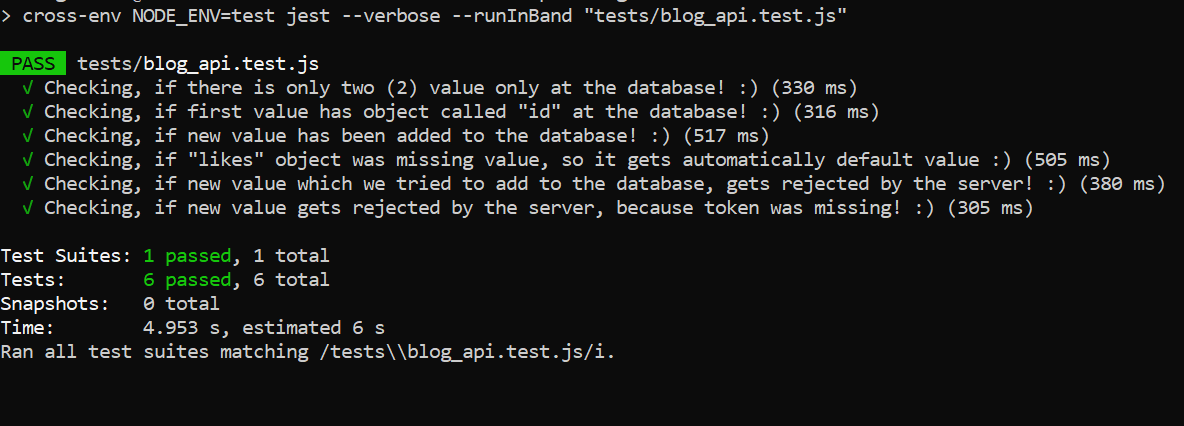 > cross-env NODE_ENV=test jest --verbose --runInBand "tests/blog_api.test.js"
PASS tests/blog_api.test.js
√ Checking, if there is only two (2) value only at the database! :) (330 ms)
√ Checking, if first value has object called "id" at the database! :) (316 ms)
√ Checking, if new value has been added to the database! :) (517 ms)
√ Checking, if "likes" object was missing value, so it gets automatically default value :) (505 ms)
√ Checking, if new value which we tried to add to the database, gets rejected by the server! :) (380 ms)
√ Checking, if new value gets rejected by the server, because token was missing! :) (305 ms)
Test Suites: 1 passed, 1 total
Tests: 6 passed, 6 total
Snapshots: 0 total
Time: 4.953 s, estimated 6 s
Ran all test suites matching /tests\\blog_api.test.js/i.